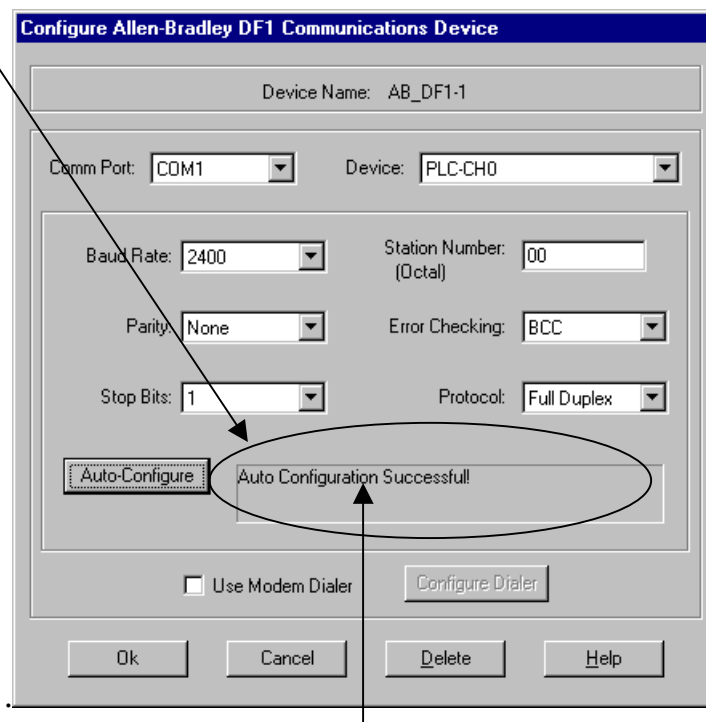 Configure Allen-Bradley DF1 Communications Device
Device Name: AB_DF1-1
Comm Port: COM1 Device: PLC-CH0
Baud Rate: 2400 Station Number: 00
(Octal)
Parity: None Error Checking: BCC
Stop Bits: 1 Protocol: Full Duplex
Auto-Configure Auto Configuration Successful!
Use Modem Dialer Configure Dialer
Ok Cancel Delete Help
.